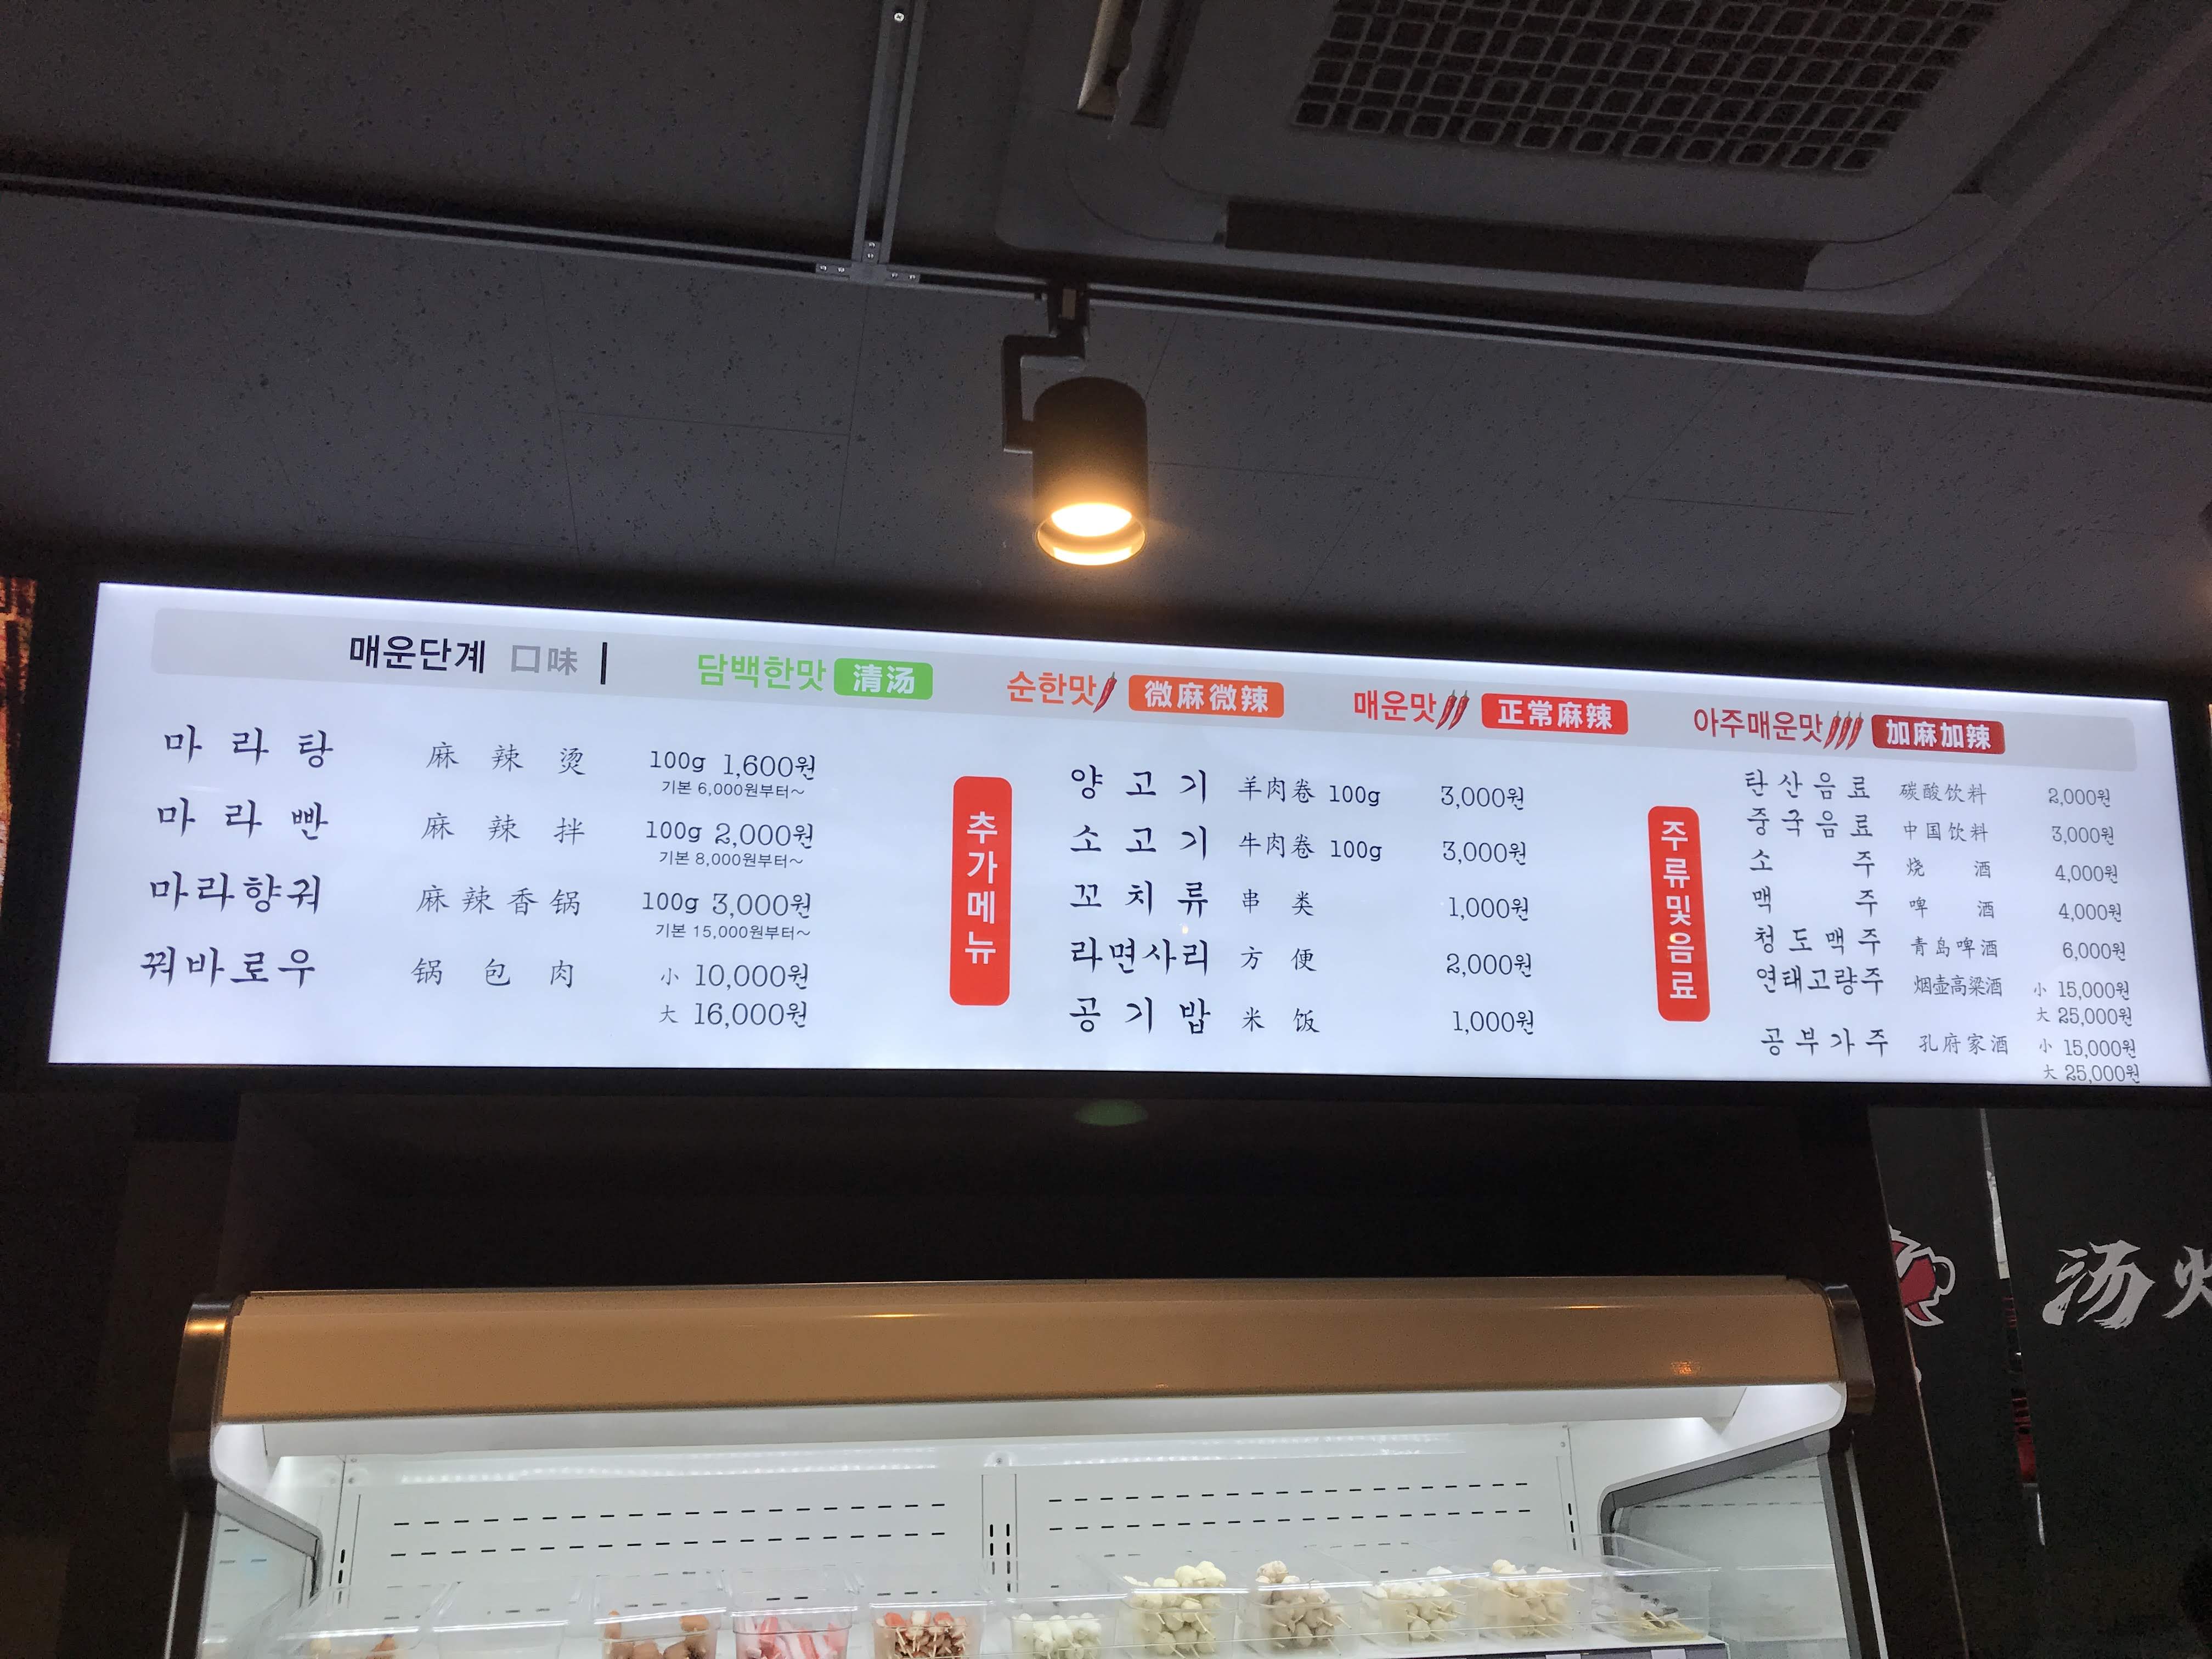 매운단계 口味 | 담백한맛 清汤 순한맛 微麻微辣 매운맛 正常麻辣 아주매운맛 加麻加辣
마라탕 麻辣烫 100g 1,600원
기본 6,000원부터~
마라빤 麻辣拌 100g 2,000원
기본 8,000원부터~
마라향궈 麻辣香锅 100g 3,000원
기본 15,000원부터~
꿔바로우 锅包肉 小 10,000원
大 16,000원
추가메뉴
양고기 羊肉卷 100g 3,000원
소고기 牛肉卷 100g 3,000원
꼬치류 串类 1,000원
라면사리 方便 2,000원
공기밥 米饭 1,000원
주류및음료
탄산음료 碳酸饮料 2,000원
중국음료 中国饮料 3,000원
소주 烧酒 4,000원
맥주 啤酒 4,000원
청도맥주 青岛啤酒 6,000원
연태고량주 烟壶高粱酒 小 15,000원
大 25,000원
공부가주 孔府家酒 小 15,000원
大 25,000원
汤